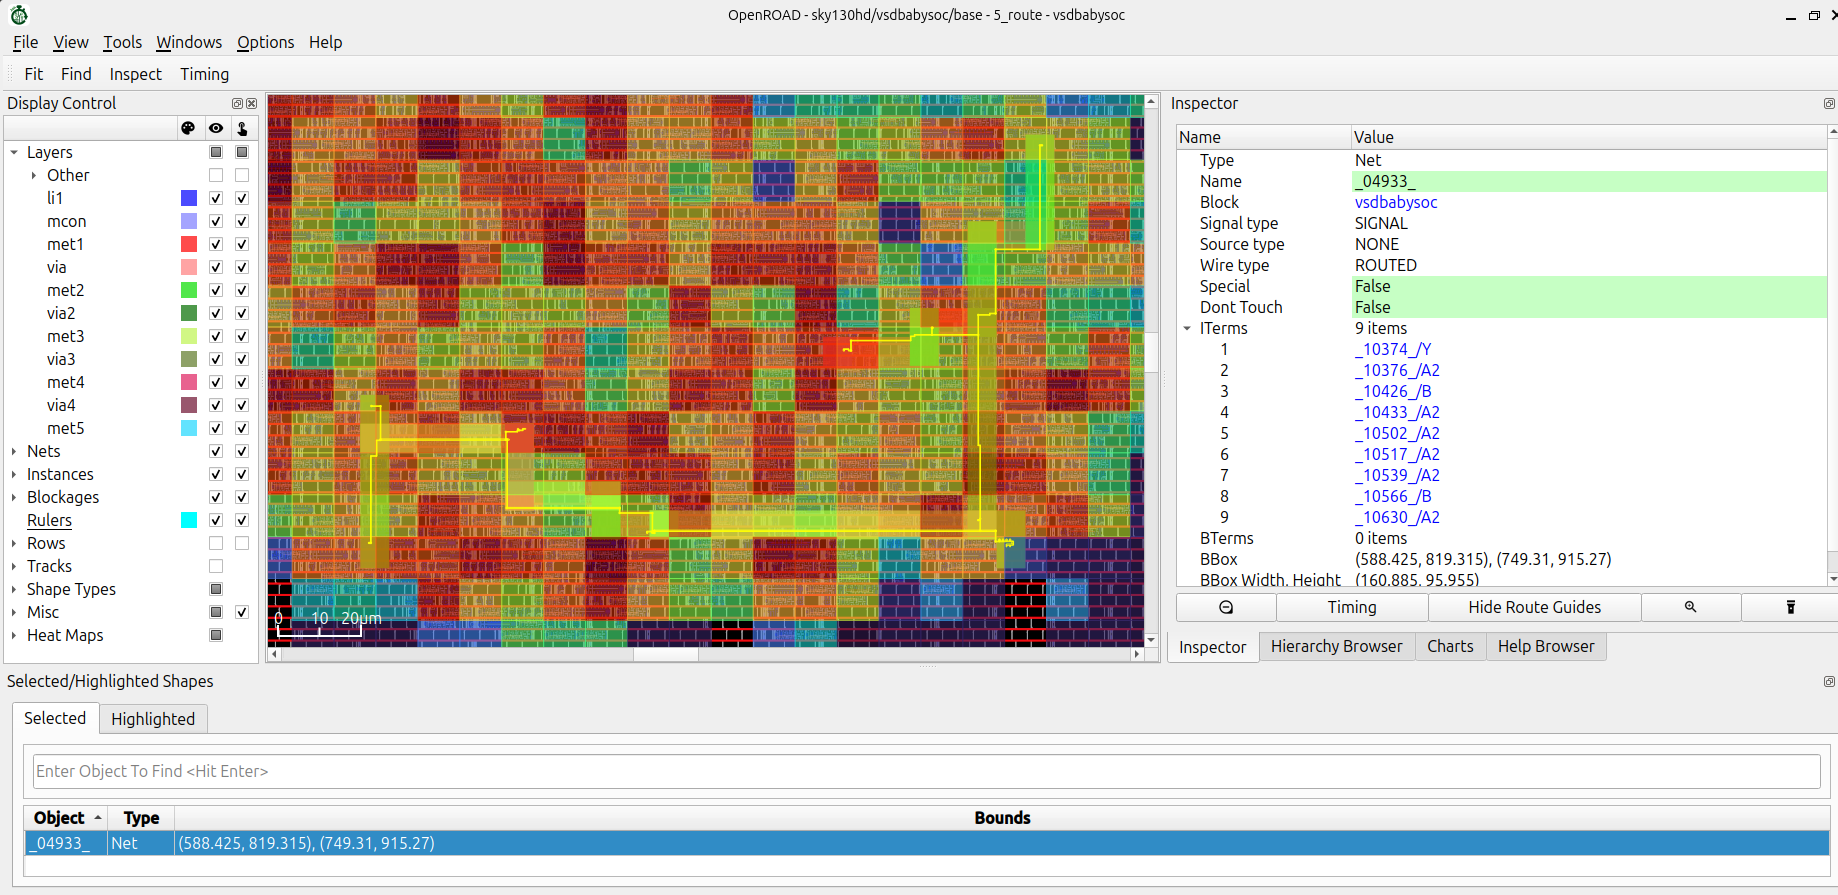 OpenROAD - sky130hd/vsdbabysoc/base - 5_route - vsdbabysoc
File View Tools Windows Options Help
Fit Find Inspect Timing
Display Control
Layers
Other
li1
mcon
met1
via
met2
via2
met3
via3
met4
via4
met5
Nets
Instances
Blockages
Rulers
Rows
Tracks
Shape Types
Misc
Heat Maps
0 10 20μm
Inspector
Name Value
Type Net
Name _04933_
Block vsdbabysoc
Signal type SIGNAL
Source type NONE
Wire type ROUTED
Special False
Dont Touch False
ITerms 9 items
1 _10374_/Y
2 _10376_/A2
3 _10426_/B
4 _10433_/A2
5 _10502_/A2
6 _10517_/A2
7 _10539_/A2
8 _10566_/B
9 _10630_/A2
BTerms 0 items
BBox (588.425, 819.315), (749.31, 915.27)
BBox Width, Height (160.885, 95.955)
Timing Hide Route Guides
Inspector Hierarchy Browser Charts Help Browser
Selected/Highlighted Shapes
Selected Highlighted
Enter Object To Find <Hit Enter>
Object Type Bounds
_04933_ Net (588.425, 819.315), (749.31, 915.27)